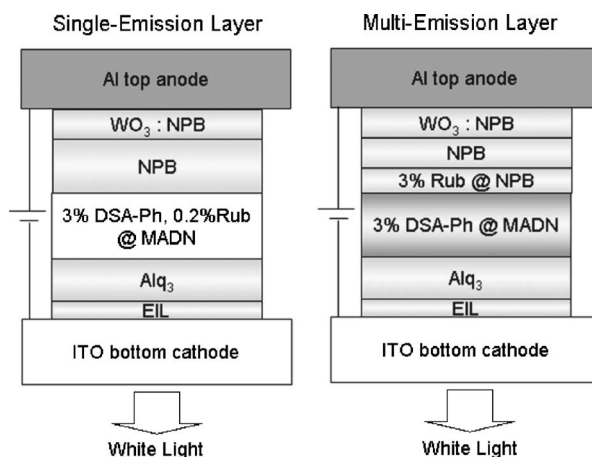 Single-Emission Layer
Al top anode
WO3 : NPB
NPB
3% DSA-Ph, 0.2%Rub
@ MADN
Alq3
EIL
ITO bottom cathode
White Light
Multi-Emission Layer
Al top anode
WO3 : NPB
NPB
3% Rub @ NPB
3% DSA-Ph @ MADN
Alq3
EIL
ITO bottom cathode
White Light